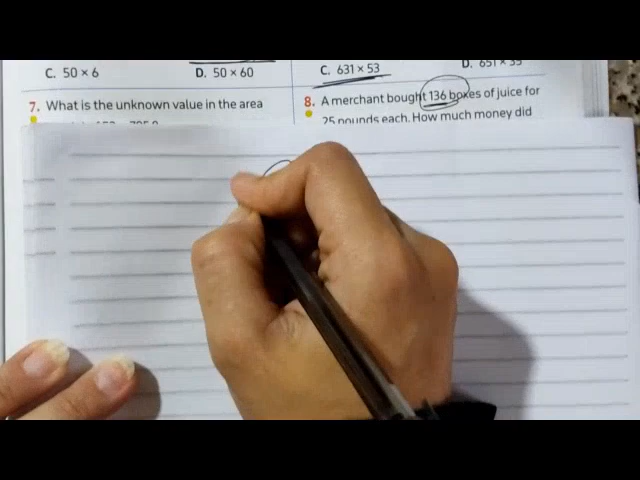 C. 50 × 6
D. 50 × 60
C. 631 × 53
D. 651 × 35
7. What is the unknown value in the area
8. A merchant bought 136 boxes of juice for
25 pounds each. How much money did